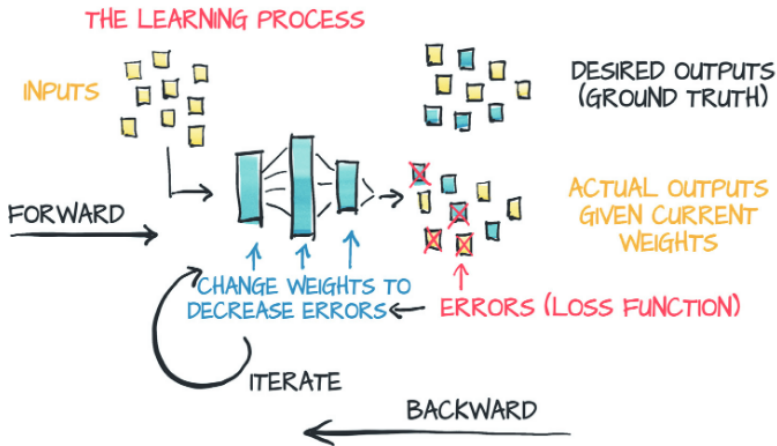 THE LEARNING PROCESS
INPUTS
DESIRED OUTPUTS
(GROUND TRUTH)
FORWARD
ACTUAL OUTPUTS
GIVEN CURRENT
WEIGHTS
CHANGE WEIGHTS TO
DECREASE ERRORS
ERRORS (LOSS FUNCTION)
ITERATE
BACKWARD